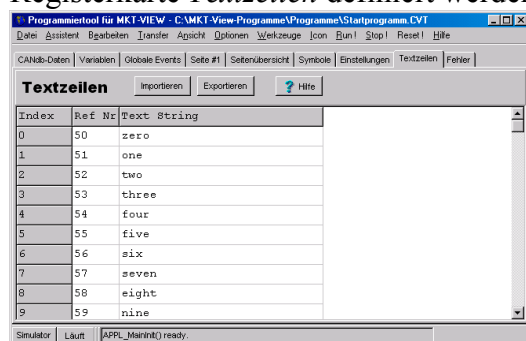 Registerkarte Textzeilen definiert werden
Programmiertool für MKT-VIEW - C:\MKT-View-Programme\Programme\Startprogramm.CVT
Datei Assistent Bearbeiten Transfer Ansicht Optionen Werkzeuge Icon Run! Stop! Reset! Hilfe
CANdb-Daten Variablen Globale Events Seite #1 Seitenübersicht Symbole Einstellungen Textzeilen Fehler
Textzeilen Importieren Exportieren ? Hilfe
Index Ref Nr Text String
0 50 zero
1 51 one
2 52 two
3 53 three
4 54 four
5 55 five
6 56 six
7 57 seven
8 58 eight
9 59 nine
Simulator Läuft APPL_MainInit() ready.